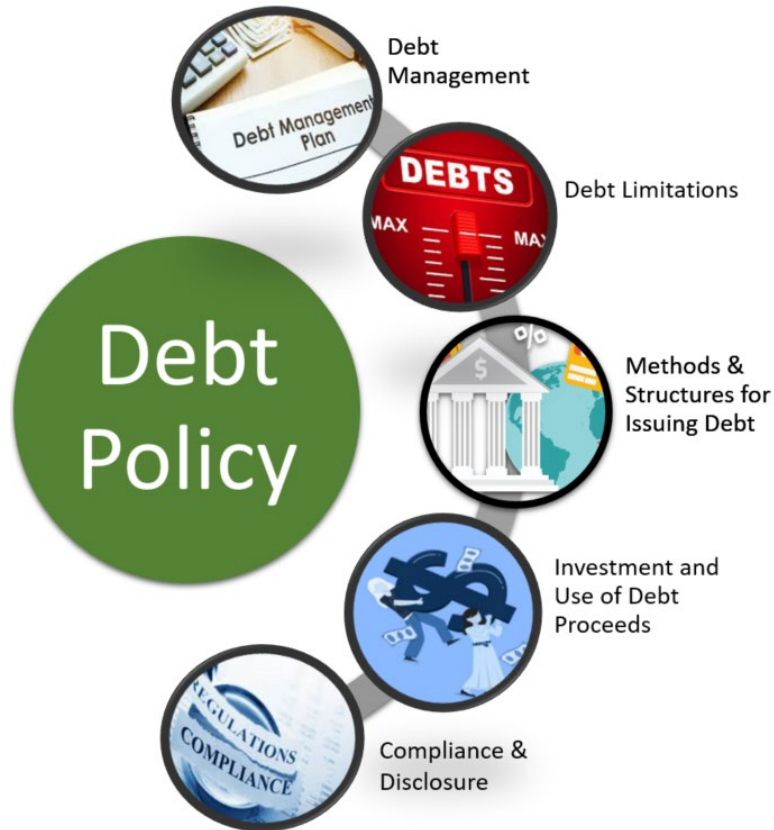 Debt
Management
Debt Management
Plan
DEBTS
MAX
MAX
Debt Limitations
Debt
Policy
%
$
Methods &
Structures for
Issuing Debt
Investment and
Use of Debt
Proceeds
REGULATIONS
COMPLIANCE
Compliance &
Disclosure